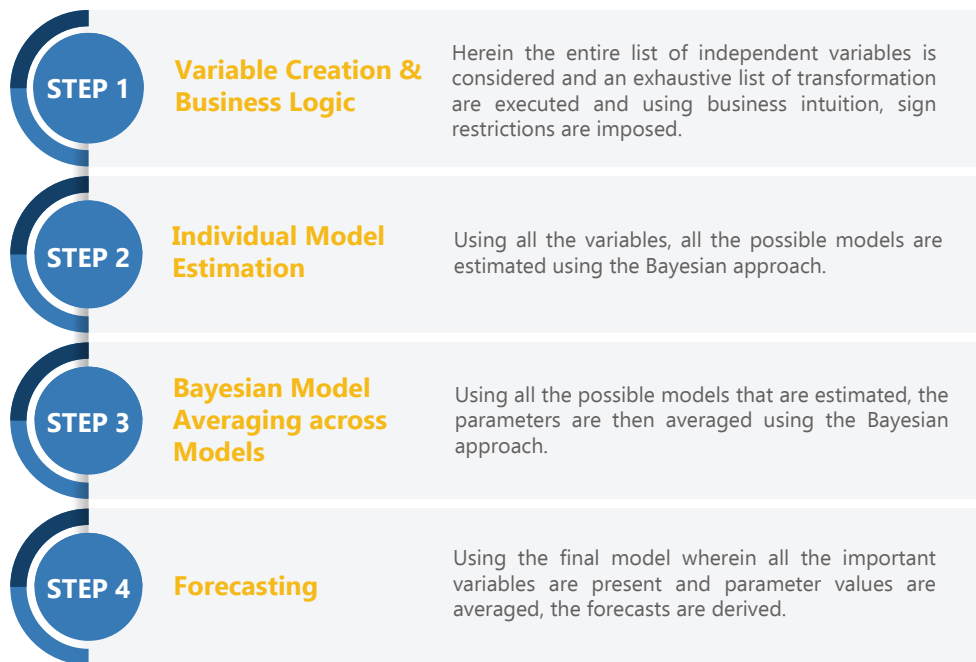 STEP 1
Variable Creation &
Business Logic
Herein the entire list of independent variables is
considered and an exhaustive list of transformation
are executed and using business intuition, sign
restrictions are imposed.
STEP 2
Individual Model
Estimation
Using all the variables, all the possible models are
estimated using the Bayesian approach.
STEP 3
Bayesian Model
Averaging across
Models
Using all the possible models that are estimated, the
parameters are then averaged using the Bayesian
approach.
STEP 4
Forecasting
Using the final model wherein all the important
variables are present and parameter values are
averaged, the forecasts are derived.